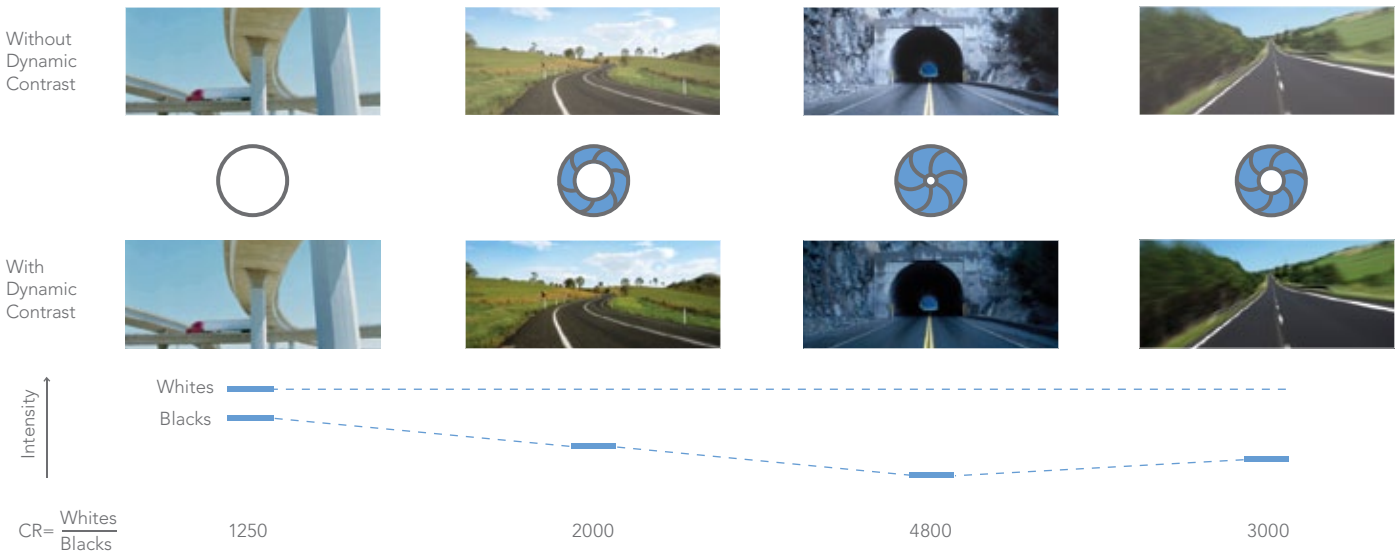 Without
Dynamic
Contrast
With
Dynamic
Contrast
Intensity
Whites
Blacks
CR= Whites
Blacks
1250
2000
4800
3000